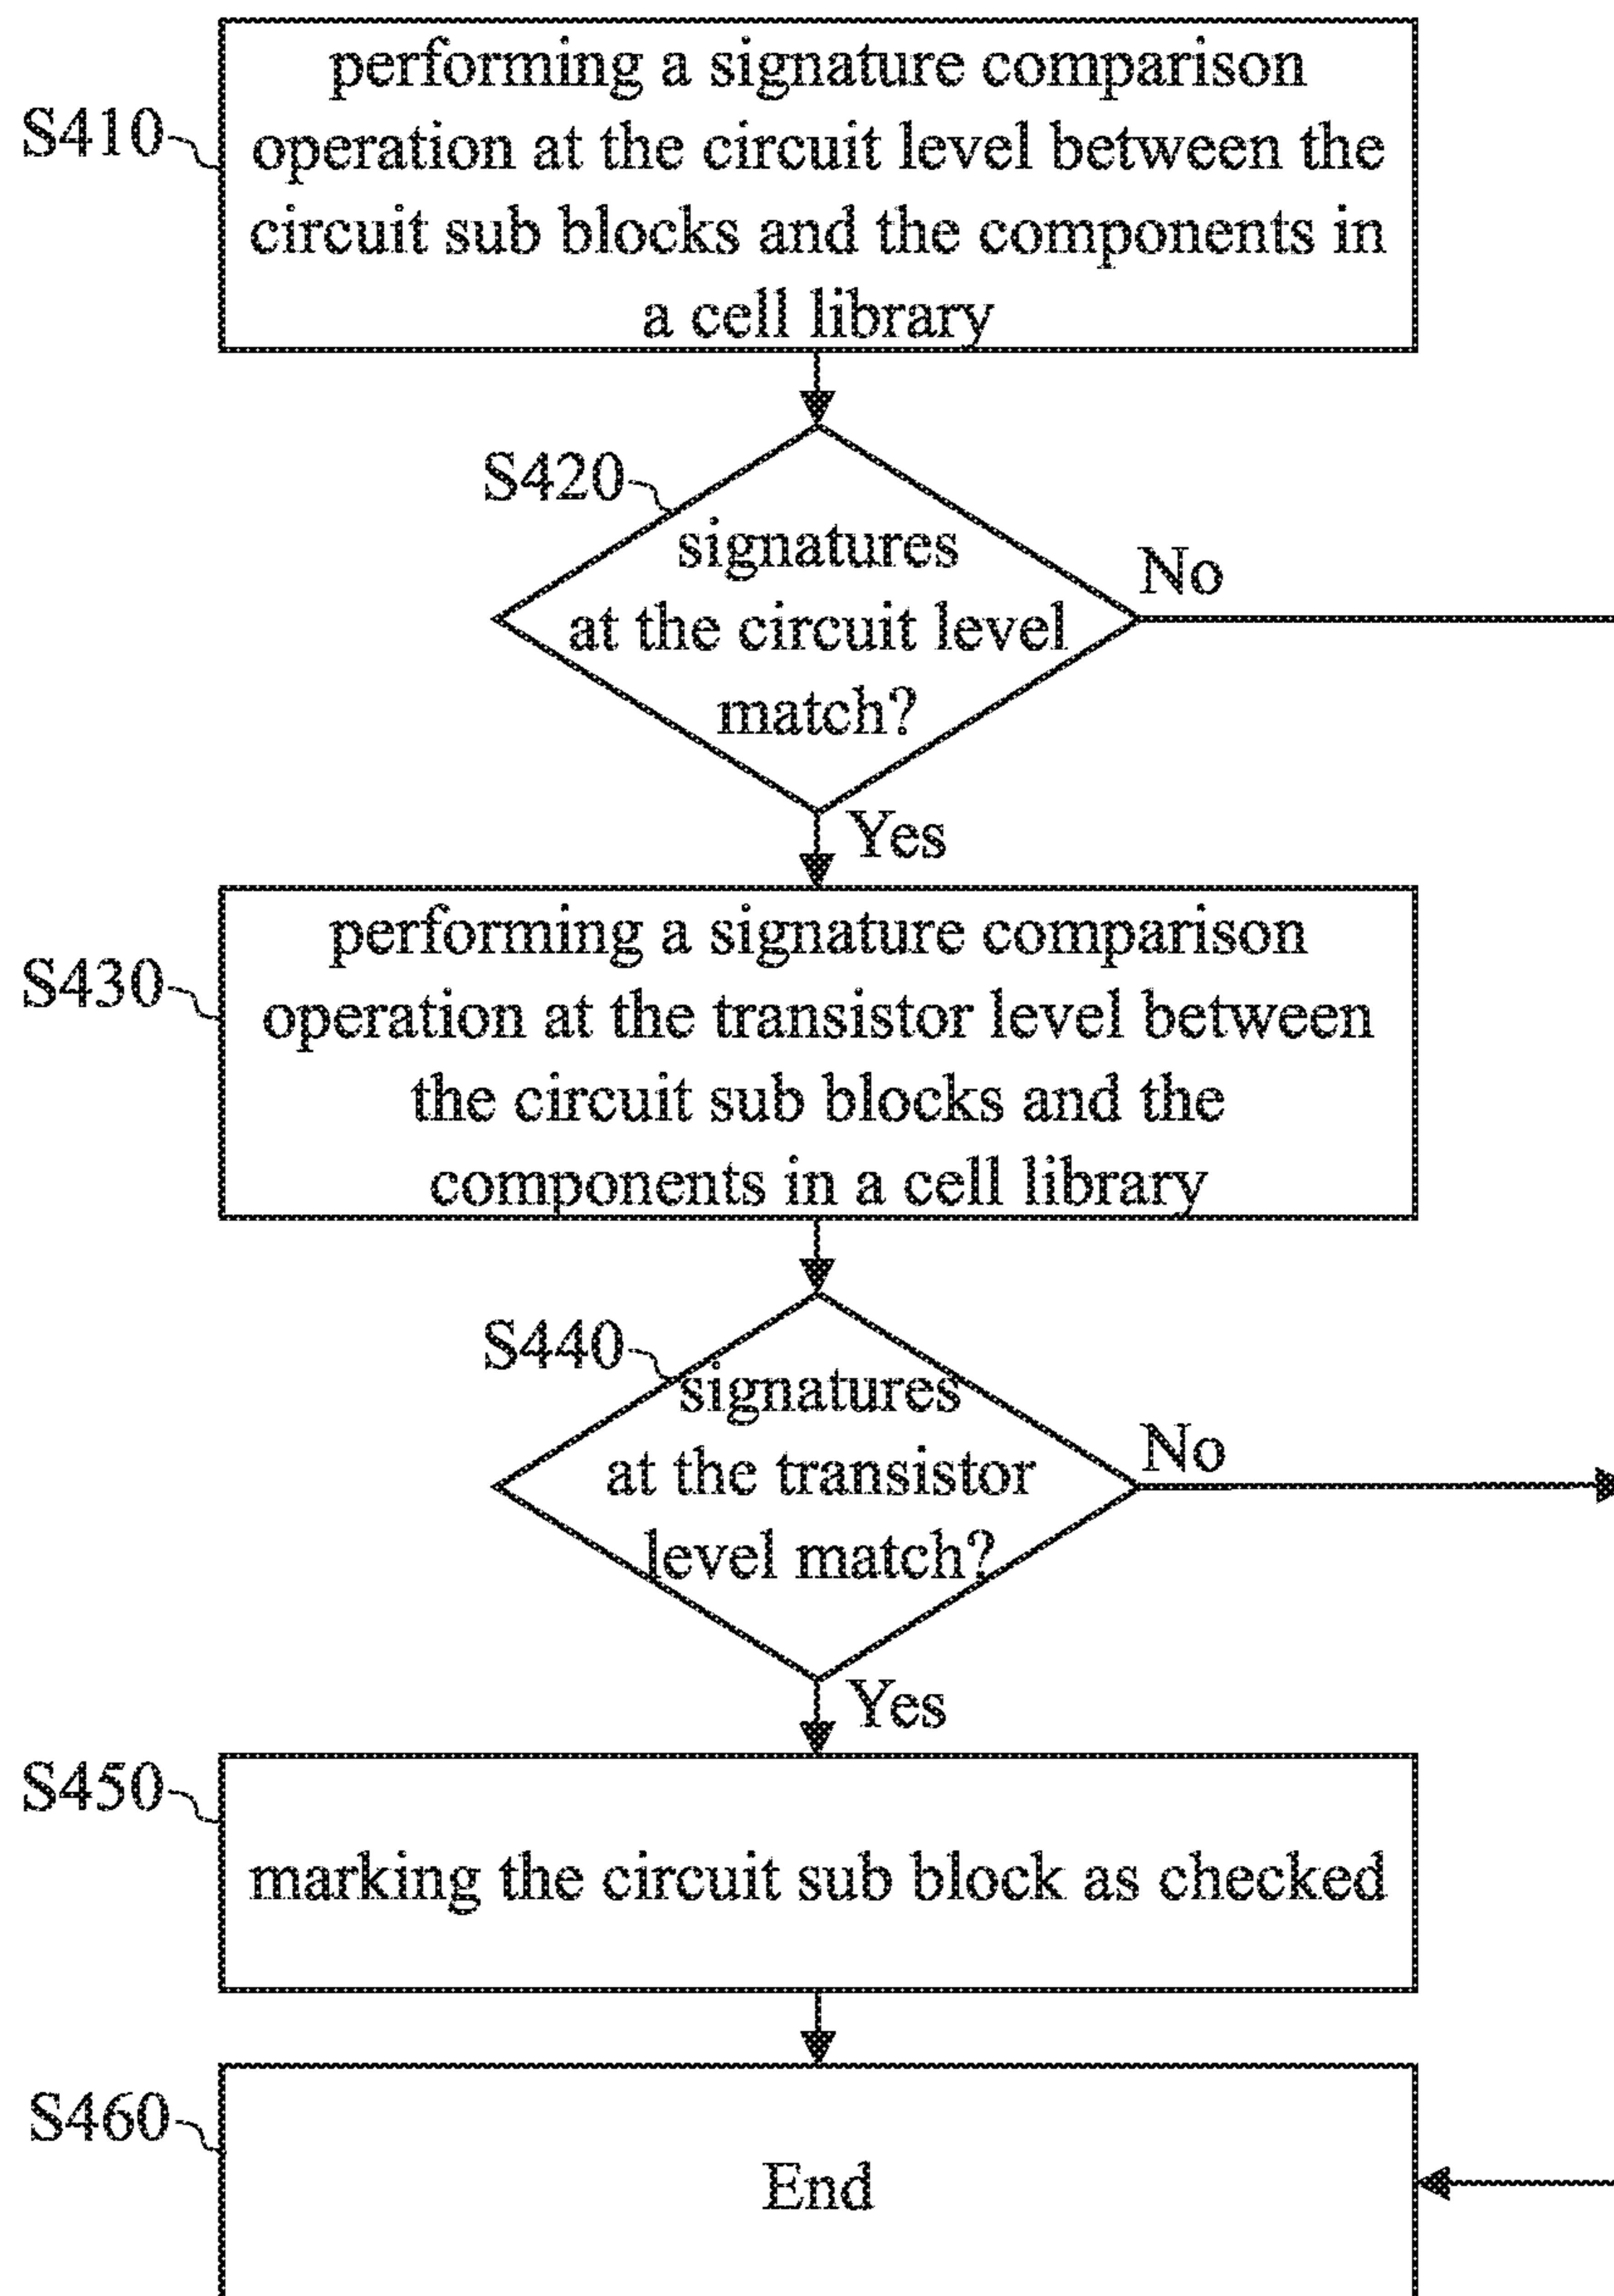 S410
performing a signature comparison
operation at the circuit level between the
circuit sub blocks and the components in
a cell library
S420
signatures
at the circuit level
match?
No
Yes
S430
performing a signature comparison
operation at the transistor level between
the circuit sub blocks and the
components in a cell library
S440
signatures
at the transistor
level match?
No
Yes
S450
marking the circuit sub block as checked
S460
End